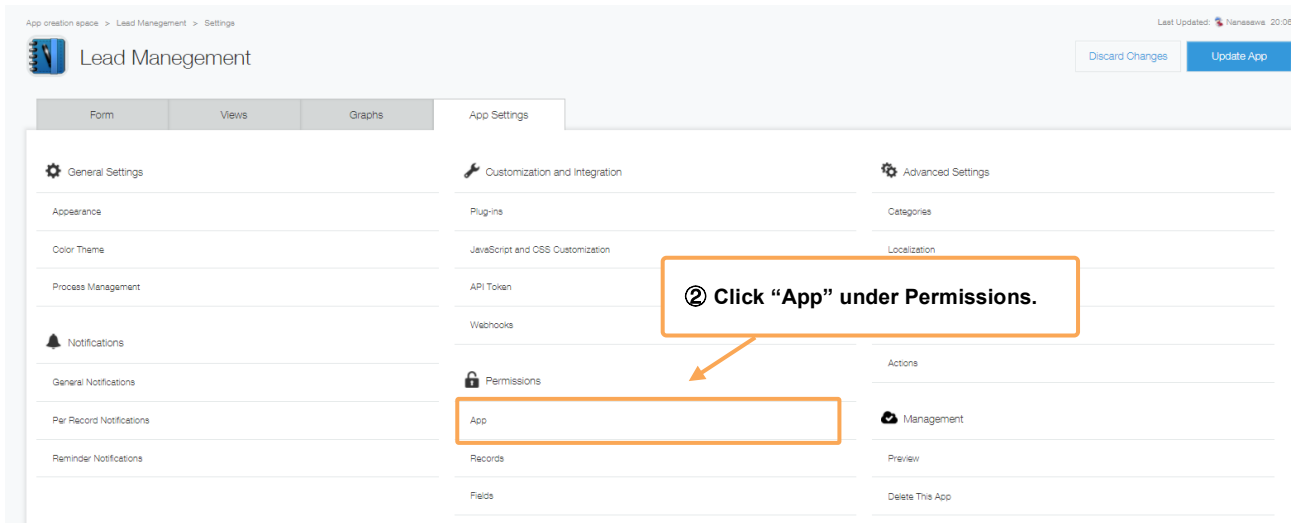 App creation space > Lead Manegement > Settings
Last Updated: Nanasawa 20:06
Lead Manegement
Discard Changes
Update App
Form
Views
Graphs
App Settings
General Settings
Appearance
Color Theme
Process Management
Notifications
General Notifications
Per Record Notifications
Reminder Notifications
Customization and Integration
Plug-ins
JavaScript and CSS Customization
API Token
Webhooks
② Click “App” under Permissions.
Permissions
App
Records
Fields
Advanced Settings
Categories
Localization
Actions
Management
Preview
Delete This App